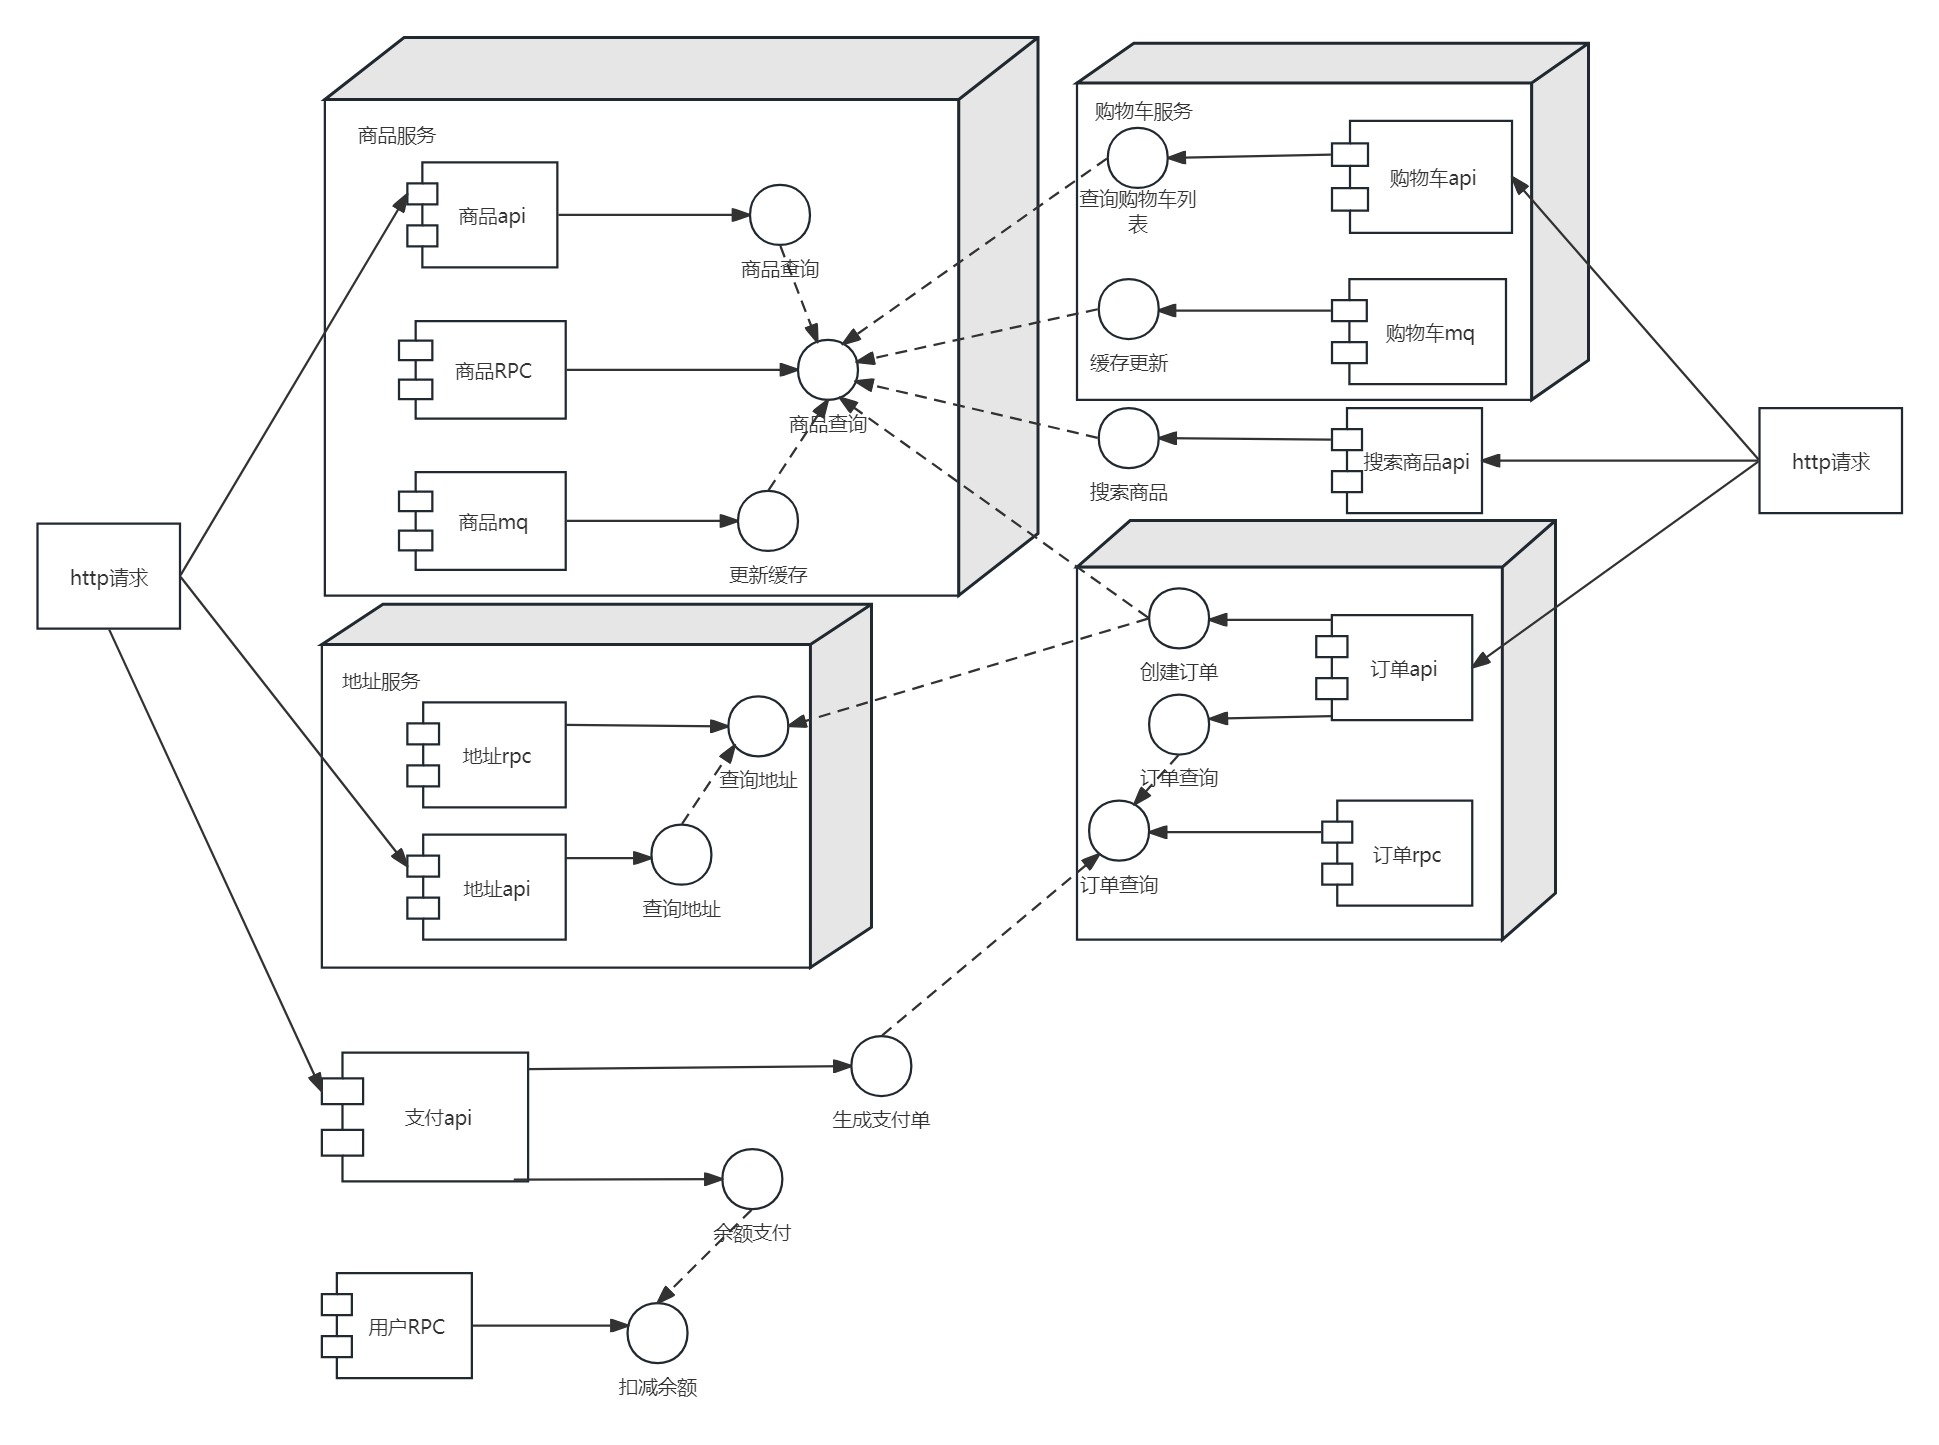 商品服务
商品api
商品查询
商品RPC
商品查询
商品mq
更新缓存
购物车服务
购物车api
查询购物车列
表
购物车mq
缓存更新
搜索商品api
搜索商品
http请求
http请求
地址服务
地址rpc
查询地址
地址api
查询地址
创建订单
订单api
订单查询
订单rpc
订单查询
支付api
生成支付单
余额支付
用户RPC
扣减余额